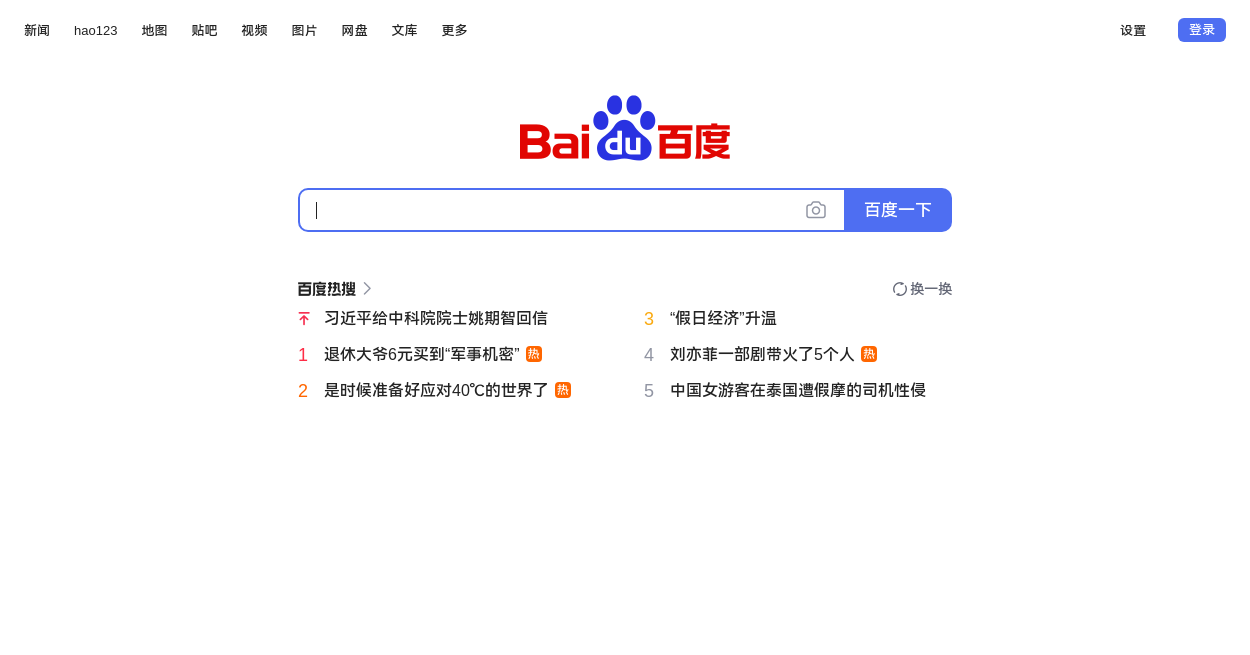 新闻 hao123 地图 贴吧 视频 图片 网盘 文库 更多 设置 登录
Bai du 百度
百度一下
百度热搜 换一换
习近平给中科院院士姚期智回信
3 “假日经济”升温
1 退休大爷6元买到“军事机密” 热
4 刘亦菲一部剧带火了5个人 热
2 是时候准备好应对40℃的世界了 热
5 中国女游客在泰国遭假摩的司机性侵